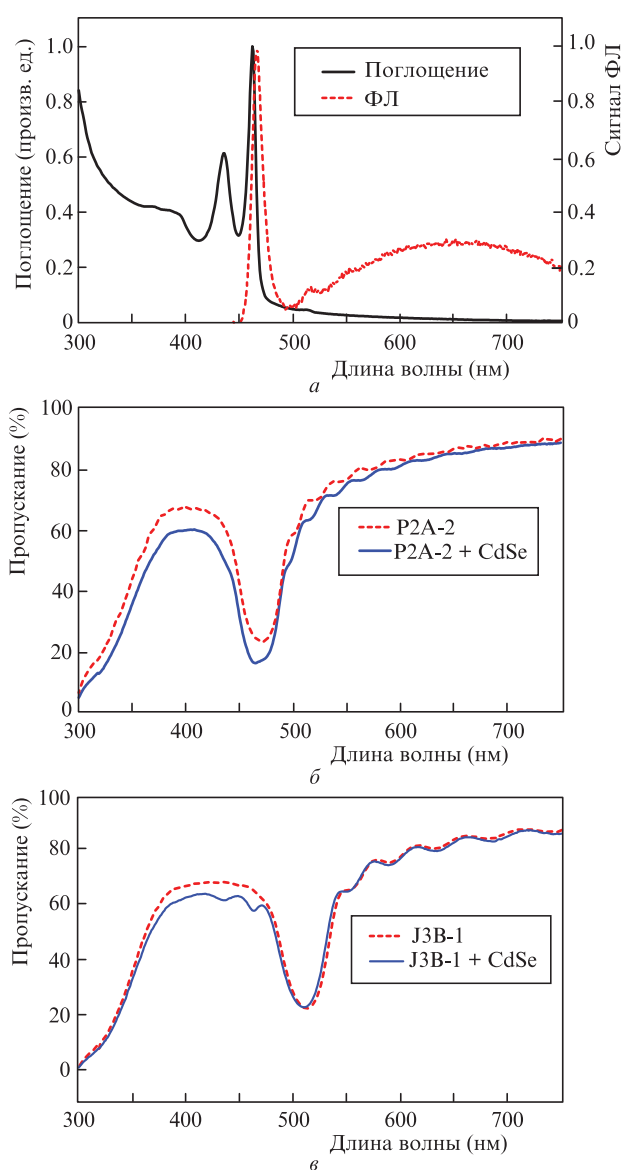 Поглощение (произв. ед.)
1.0
0.8
0.6
0.4
0.2
0
Поглощение
ФЛ
1.0
0.8
0.6
0.4
0.2
0
Сигнал ФЛ
300 400 500 600 700
Длина волны (нм)
а
Пропускание (%)
100
80
60
40
20
0
P2A-2
P2A-2 + CdSe
300 400 500 600 700
Длина волны (нм)
б
Пропускание (%)
100
80
60
40
20
0
J3B-1
J3B-1 + CdSe
300 400 500 600 700
Длина волны (нм)
в